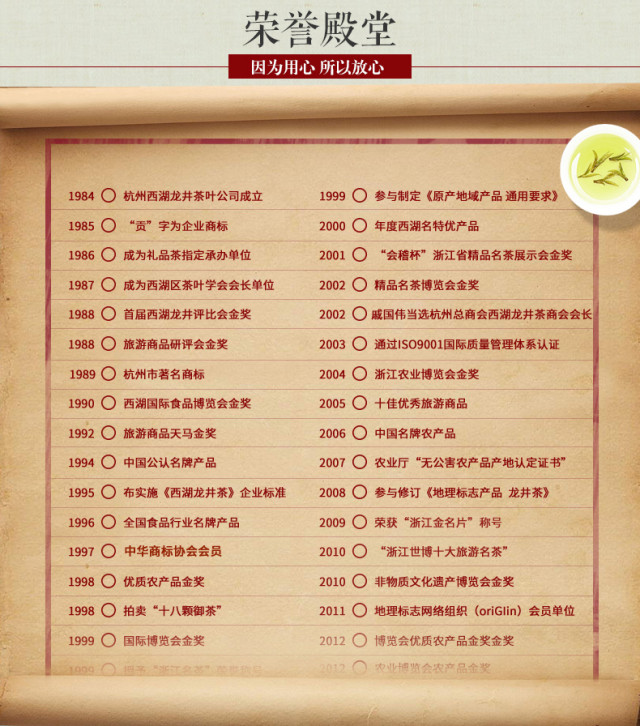 荣誉殿堂
因为用心 所以放心
1984 杭州西湖龙井茶叶公司成立
1985 “贡”字为企业商标
1986 成为礼品茶指定承办单位
1987 成为西湖区茶叶学会会长单位
1988 首届西湖龙井评比会金奖
1988 旅游商品研评会金奖
1989 杭州市著名商标
1990 西湖国际食品博览会金奖
1992 旅游商品天马金奖
1994 中国公认名牌产品
1995 布实施《西湖龙井茶》企业标准
1996 全国食品行业名牌产品
1997 中华商标协会会员
1998 优质农产品金奖
1998 拍卖“十八颗御茶”
1999 国际博览会金奖
1999
1999 参与制定《原产地域产品 通用要求》
2000 年度西湖名特优产品
2001 “会稽杯”浙江省精品名茶展示会金奖
2002 精品名茶博览会金奖
2002 戚国伟当选杭州总商会西湖龙井茶商会会长
2003 通过ISO9001国际质量管理体系认证
2004 浙江农业博览会金奖
2005 十佳优秀旅游商品
2006 中国名牌农产品
2007 农业厅“无公害农产品产地认定证书”
2008 参与修订《地理标志产品 龙井茶》
2009 荣获“浙江金名片”称号
2010 “浙江世博十大旅游名茶”
2010 非物质文化遗产博览会金奖
2011 地理标志网络组织（oriGIin）会员单位
2012 博览会优质农产品金奖金奖
2012 农业博览会农产品金奖